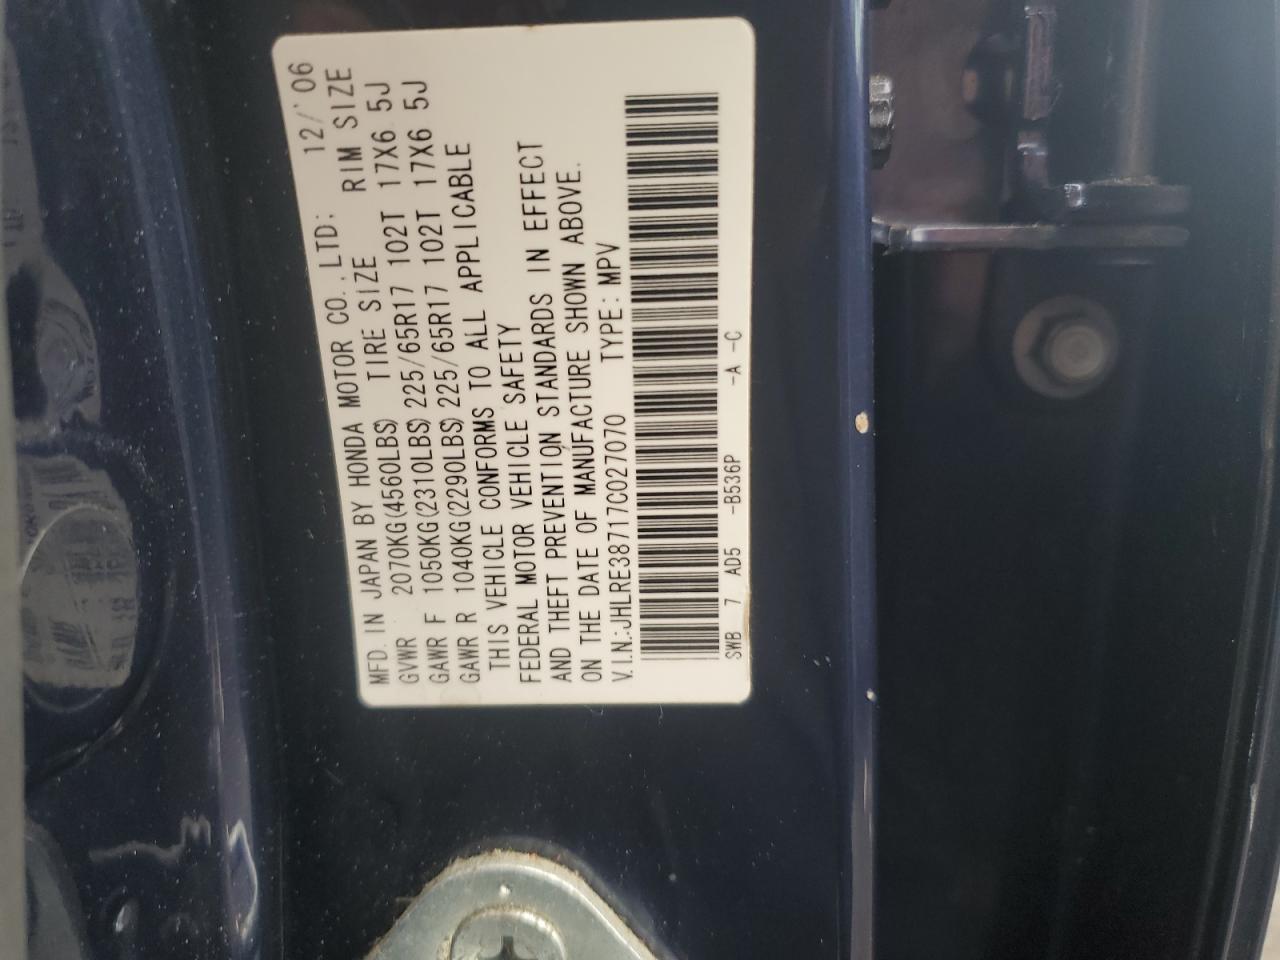 MFD. IN JAPAN BY HONDA MOTOR CO., LTD: 12/'06
GVWR 2070KG(4560LBS) TIRE SIZE RIM SIZE
GAWR F 1050KG(2310LBS) 225/65R17 102T 17X6 5J
GAWR R 1040KG(2290LBS) 225/65R17 102T 17X6 5J
THIS VEHICLE CONFORMS TO ALL APPLICABLE
FEDERAL MOTOR VEHICLE SAFETY
AND THEFT PREVENTION STANDARDS IN EFFECT
ON THE DATE OF MANUFACTURE SHOWN ABOVE.
V.I.N.:JHLRE38717C027070 TYPE: MPV
SWB 7 AD5 -B536P -A -C